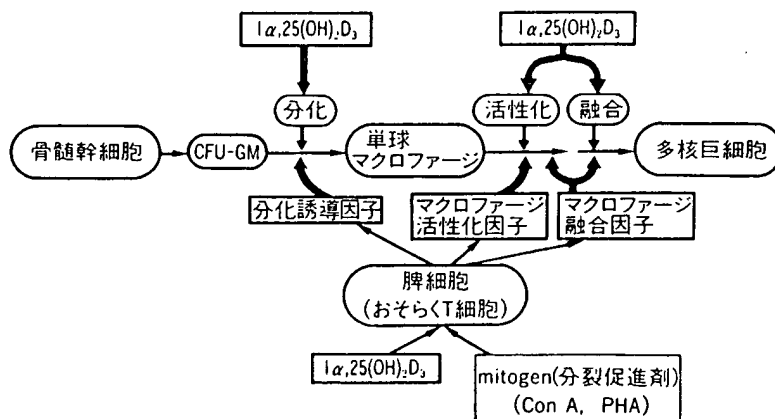 1α,25(OH)₂D₃
1α,25(OH)₂D₃
分化
活性化
融合
骨髄幹細胞
CFU-GM
単球
マクロファージ
多核巨細胞
分化誘導因子
マクロファージ
活性化因子
マクロファージ
融合因子
脾細胞
(おそらくT細胞)
1α,25(OH)₂D₃
mitogen(分裂促進剤)
(Con A, PHA)